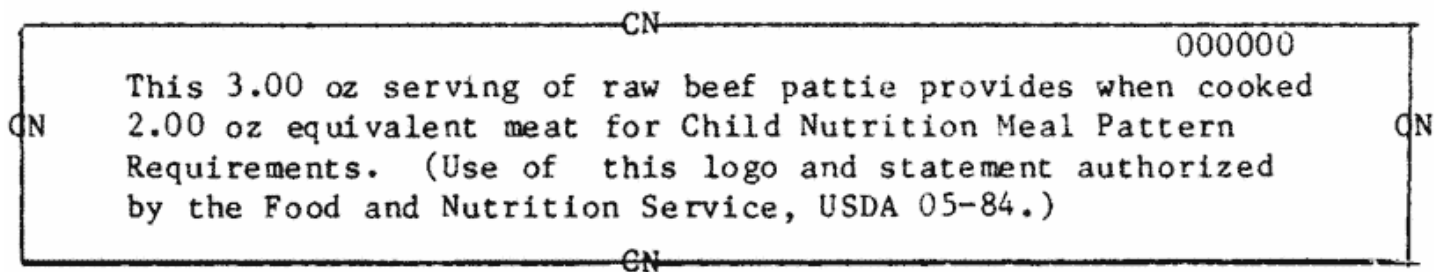 CN
000000
This 3.00 oz serving of raw beef pattie provides when cooked
CN 2.00 oz equivalent meat for Child Nutrition Meal Pattern CN
Requirements. (Use of this logo and statement authorized
by the Food and Nutrition Service, USDA 05-84.)
CN